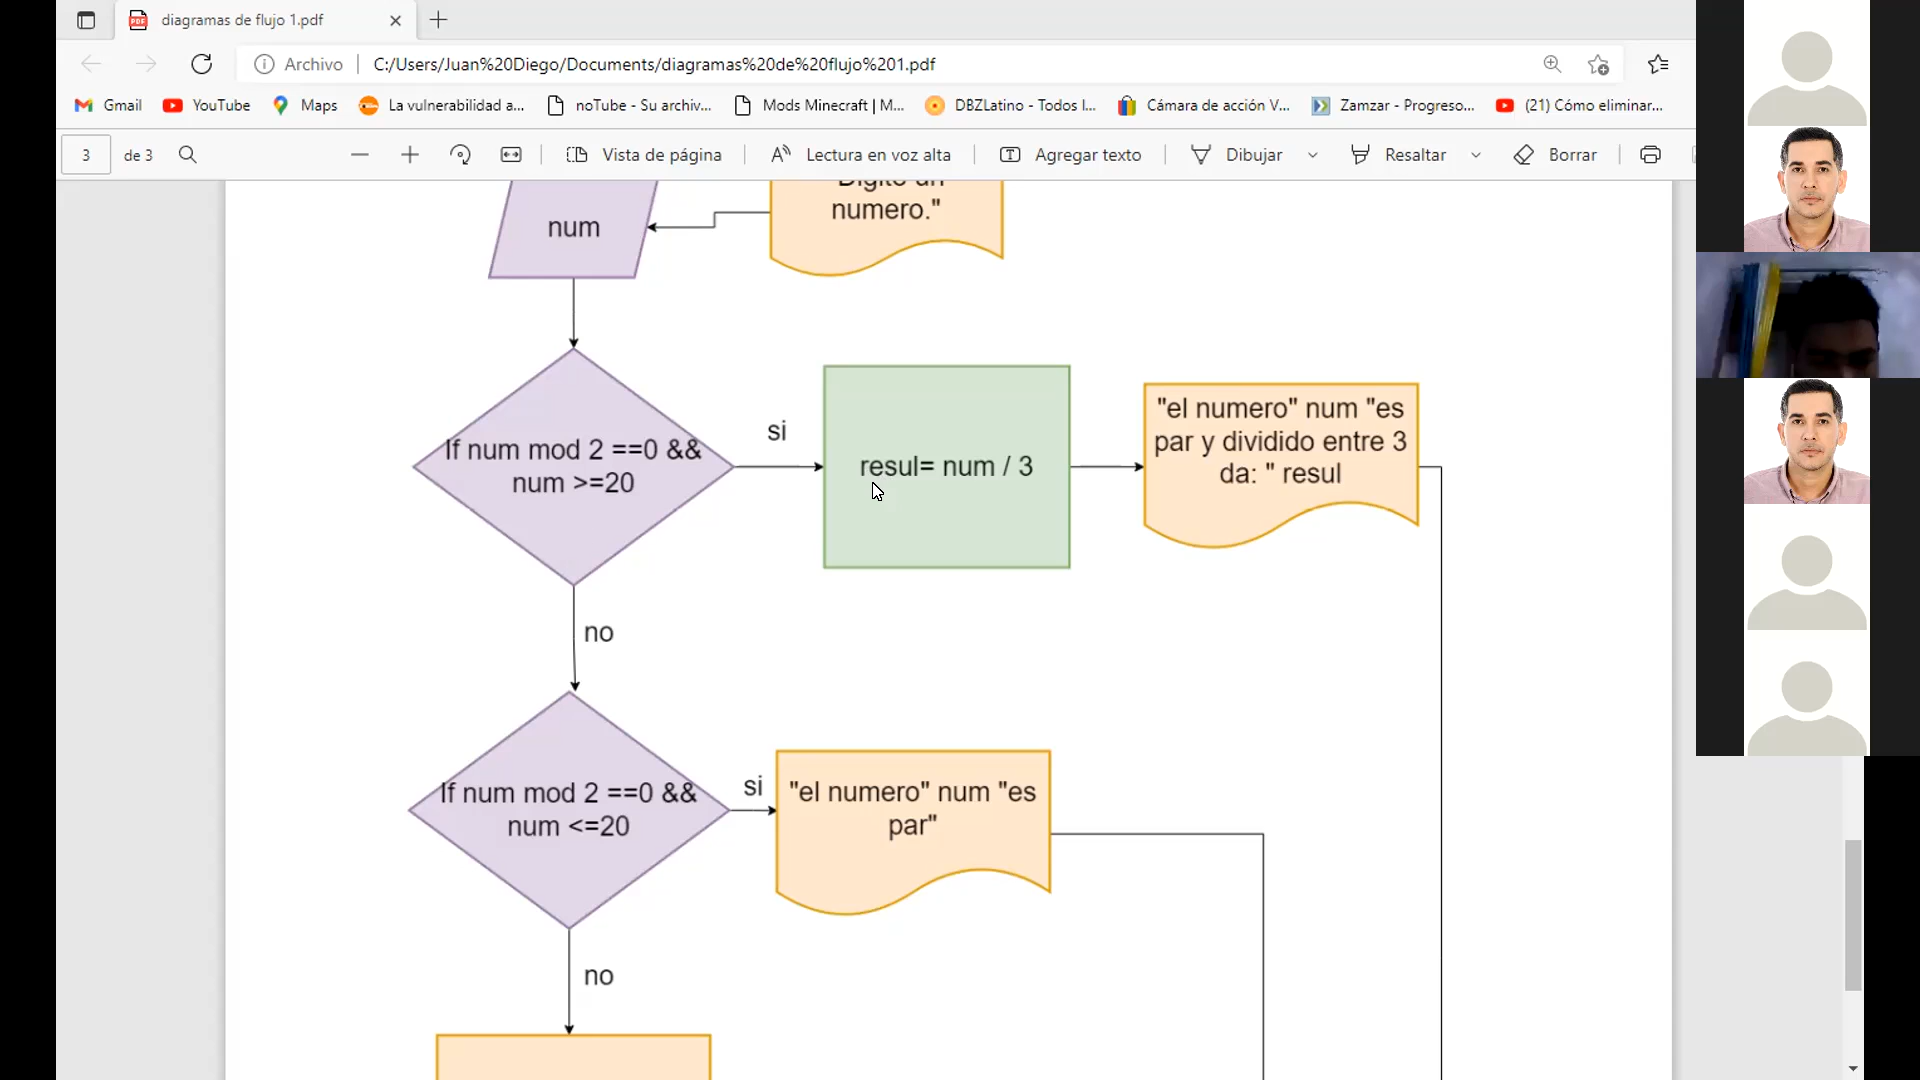 diagramas de flujo 1.pdf
Archivo
C:/Users/Juan%20Diego/Documents/diagramas%20de%20flujo%201.pdf
Gmail
YouTube
Maps
La vulnerabilidad a...
noTube - Su archiv...
Mods Minecraft | M...
DBZLatino - Todos l...
Cámara de acción V...
Zamzar - Progreso...
(21) Cómo eliminar...
3
de 3
Vista de página
Lectura en voz alta
Agregar texto
Dibujar
Resaltar
Borrar
"Digite un
numero."
num
If num mod 2 ==0 &&
num >=20
si
resul= num / 3
"el numero" num "es
par y dividido entre 3
da: " resul
no
If num mod 2 ==0 &&
num <=20
si
"el numero" num "es
par"
no